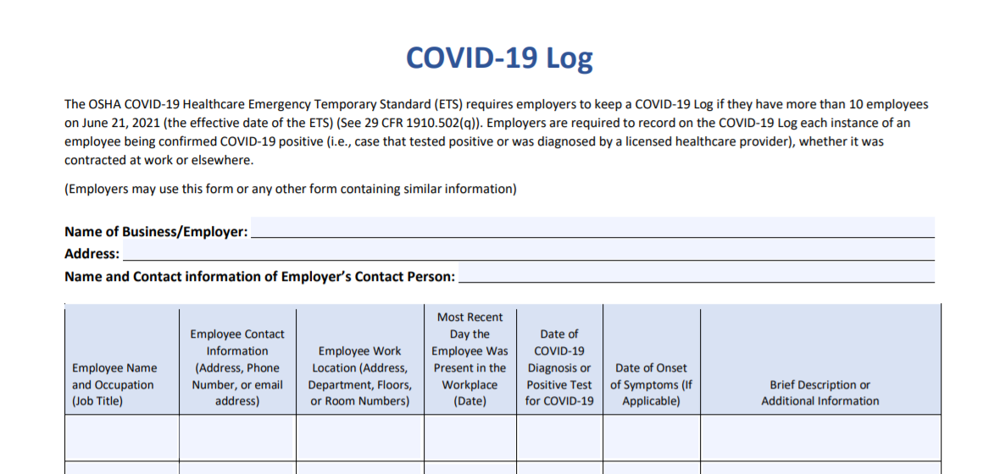 COVID-19 Log
The OSHA COVID-19 Healthcare Emergency Temporary Standard (ETS) requires employers to keep a COVID-19 Log if they have more than 10 employees
on June 21, 2021 (the effective date of the ETS) (See 29 CFR 1910.502(q)). Employers are required to record on the COVID-19 Log each instance of an
employee being confirmed COVID-19 positive (i.e., case that tested positive or was diagnosed by a licensed healthcare provider), whether it was
contracted at work or elsewhere.
(Employers may use this form or any other form containing similar information)
Name of Business/Employer:
Address:
Name and Contact information of Employer’s Contact Person:
Employee Name
and Occupation
(Job Title)
Employee Contact
Information
(Address, Phone
Number, or email
address)
Employee Work
Location (Address,
Department, Floors,
or Room Numbers)
Most Recent
Day the
Employee Was
Present in the
Workplace
(Date)
Date of
COVID-19
Diagnosis or
Positive Test
for COVID-19
Date of Onset
of Symptoms (If
Applicable)
Brief Description or
Additional Information